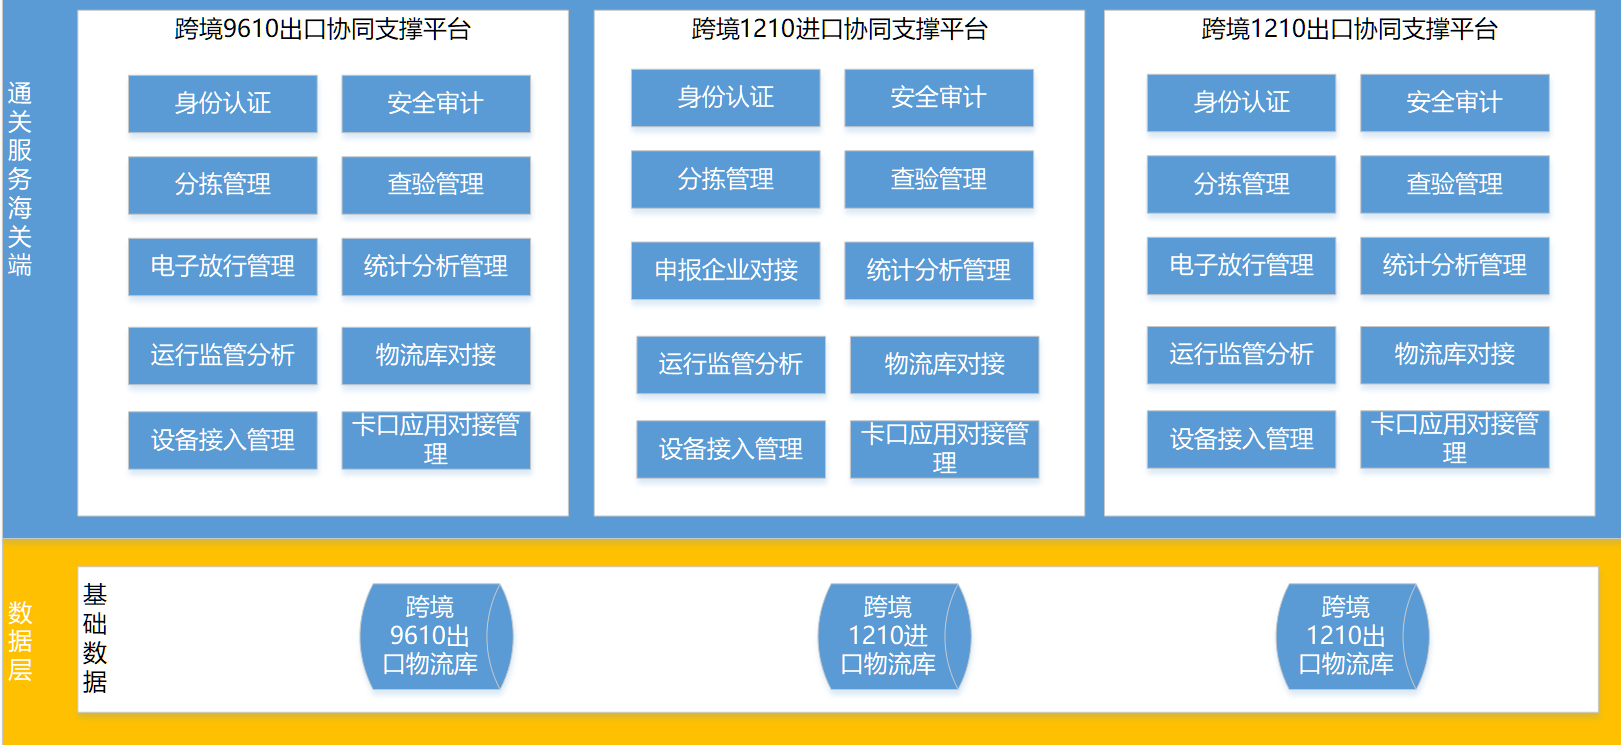 通关服务海关端
跨境9610出口协同支撑平台
身份认证
安全审计
分拣管理
查验管理
电子放行管理
统计分析管理
运行监管分析
物流库对接
设备接入管理
卡口应用对接管
理
跨境1210进口协同支撑平台
身份认证
安全审计
分拣管理
查验管理
申报企业对接
统计分析管理
运行监管分析
物流库对接
设备接入管理
卡口应用对接管
理
跨境1210出口协同支撑平台
身份认证
安全审计
分拣管理
查验管理
电子放行管理
统计分析管理
运行监管分析
物流库对接
设备接入管理
卡口应用对接管
理
数据层
基础数据
跨境
9610出
口物流库
跨境
1210进
口物流库
跨境
1210出
口物流库